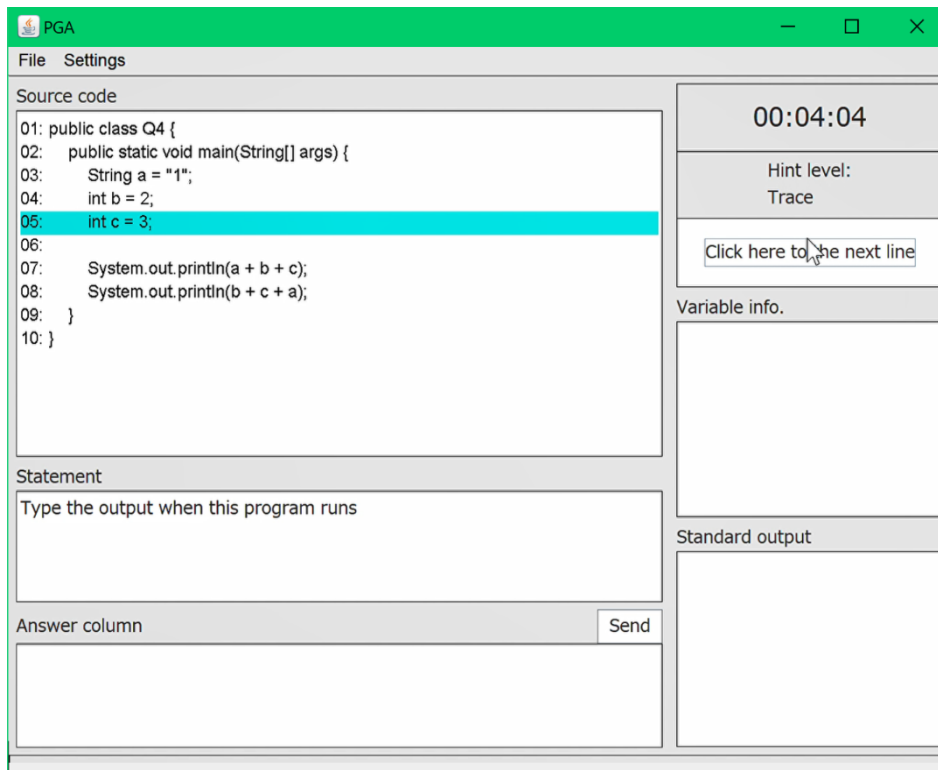 PGA
File Settings
Source code
01: public class Q4 {
02: public static void main(String[] args) {
03: String a = "1";
04: int b = 2;
05: int c = 3;
06:
07: System.out.println(a + b + c);
08: System.out.println(b + c + a);
09: }
10: }
Statement
Type the output when this program runs
Answer column
Send
00:04:04
Hint level:
Trace
Click here to the next line
Variable info.
Standard output